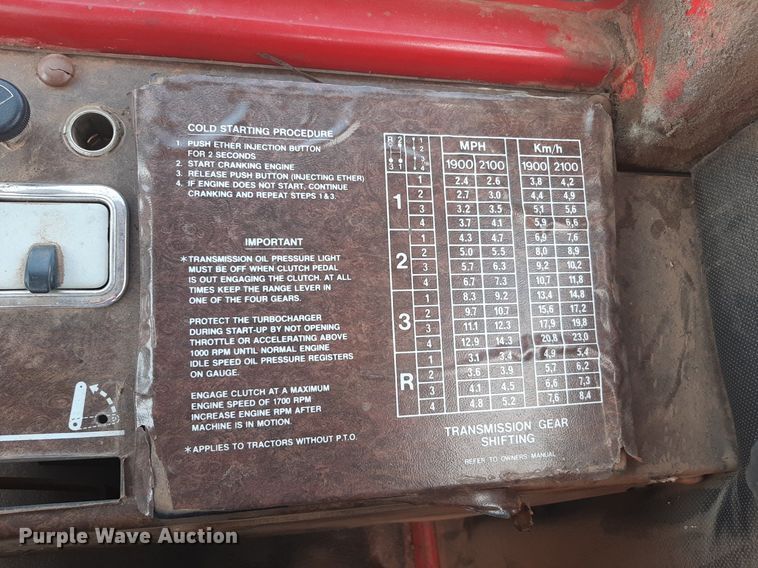 COLD STARTING PROCEDURE
1. PUSH ETHER INJECTION BUTTON
FOR 2 SECONDS
2. START CRANKING ENGINE
3. RELEASE PUSH BUTTON (INJECTING ETHER)
4. IF ENGINE DOES NOT START, CONTINUE
CRANKING AND REPEAT STEPS 1&3.
IMPORTANT
*TRANSMISSION OIL PRESSURE LIGHT
MUST BE OFF WHEN CLUTCH PEDAL
IS OUT ENGAGING THE CLUTCH. AT ALL
TIMES KEEP THE RANGE LEVER IN
ONE OF THE FOUR GEARS.
PROTECT THE TURBOCHARGER
DURING START-UP BY NOT OPENING
THROTTLE OR ACCELERATING ABOVE
1000 RPM UNTIL NORMAL ENGINE
IDLE SPEED OIL PRESSURE REGISTERS
ON GAUGE.
ENGAGE CLUTCH AT A MAXIMUM
ENGINE SPEED OF 1700 RPM
INCREASE ENGINE RPM AFTER
MACHINE IS IN MOTION.
*APPLIES TO TRACTORS WITHOUT P.T.O.
R 2 1 2
3 1 3 4
MPH Km/h
1900 2100 1900 2100
1 1 2.4 2.6 3,8 4,2
2 2.7 3.0 4,4 4,9
3 3.2 3.5 5,1 5,6
4 3.7 4.1 5,9 6,6
2 1 4.3 4.7 6,9 7,6
2 5.0 5.5 8,0 8,9
3 5.7 6.3 9,2 10,2
4 6.7 7.3 10,7 11,8
3 1 8.3 9.2 13,4 14,8
2 9.7 10.7 15,6 17,2
3 11.1 12.3 17,9 19,8
4 12.9 14.3 20,8 23,0
R 1 3.1 3.4 4,9 5,4
2 3.6 3.9 5,7 6,2
3 4.1 4.5 6,6 7,3
4 4.8 5.2 7,6 8,4
TRANSMISSION GEAR
SHIFTING
REFER TO OWNERS MANUAL
Purple Wave Auction